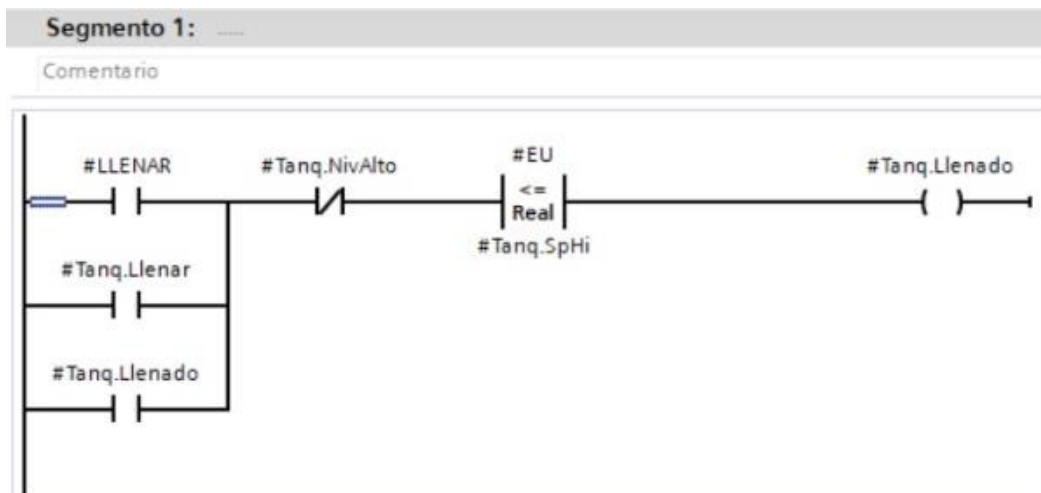 Segmento 1: .....
Comentario
#LLENAR
#Tanq.NivAlto
#EU
<=
Real
#Tanq.SpHi
#Tanq.Llenado
#Tanq.Llenar
#Tanq.Llenado